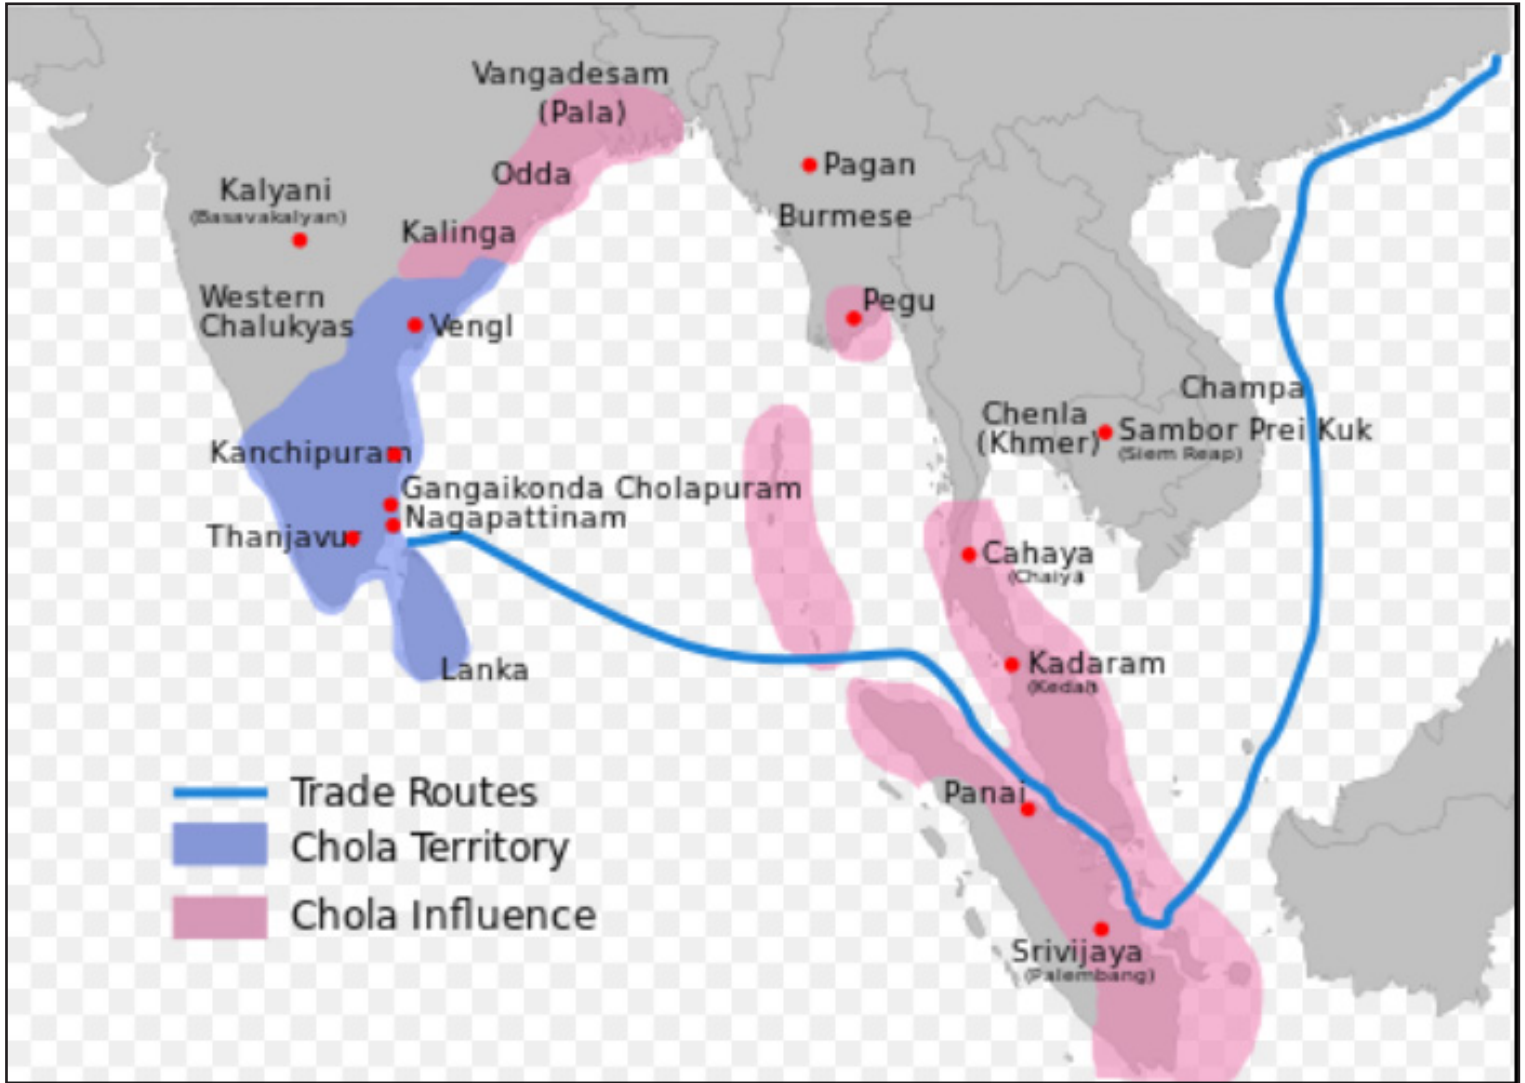 Vangadesam
(Pala)
Odda
Kalinga
Kalyani
(Basavakalyan)
Western
Chalukyas
Vengl
Kanchipuram
Gangaikonda Cholapuram
Nagapattinam
Thanjavur
Lanka
Pagan
Burmese
Pegu
Champa
Chenla
(Khmer)
Sambor Prei Kuk
(Siem Reap)
Cahaya
(Chaiya
Kadaram
(Kedah
Panai
Srivijaya
(Palembang)
Trade Routes
Chola Territory
Chola Influence